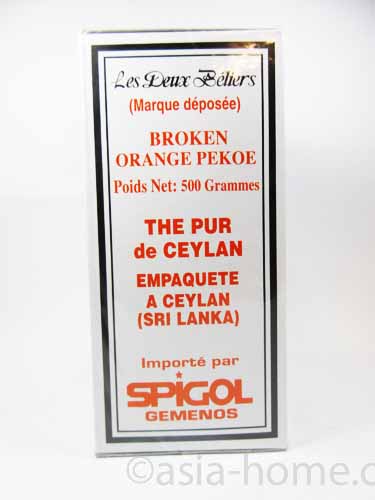 Les Deux Béliers
(Marque déposée)
BROKEN
ORANGE PEKOE
Poids Net: 500 Grammes
THE PUR
de CEYLAN
EMPAQUETE
A CEYLAN
(SRI LANKA)
Importé par
SPIGOL
GEMENOS
©asia-home.c